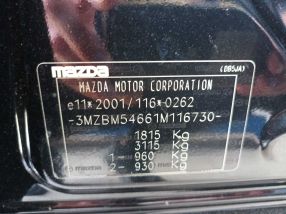 mazda (DB5JA)
MAZDA MOTOR CORPORATION
e11*2001/116*0262
-3MZBM54661M116730-
1815 Kg
3115 Kg
1- 960 Kg
2- 930 Kg